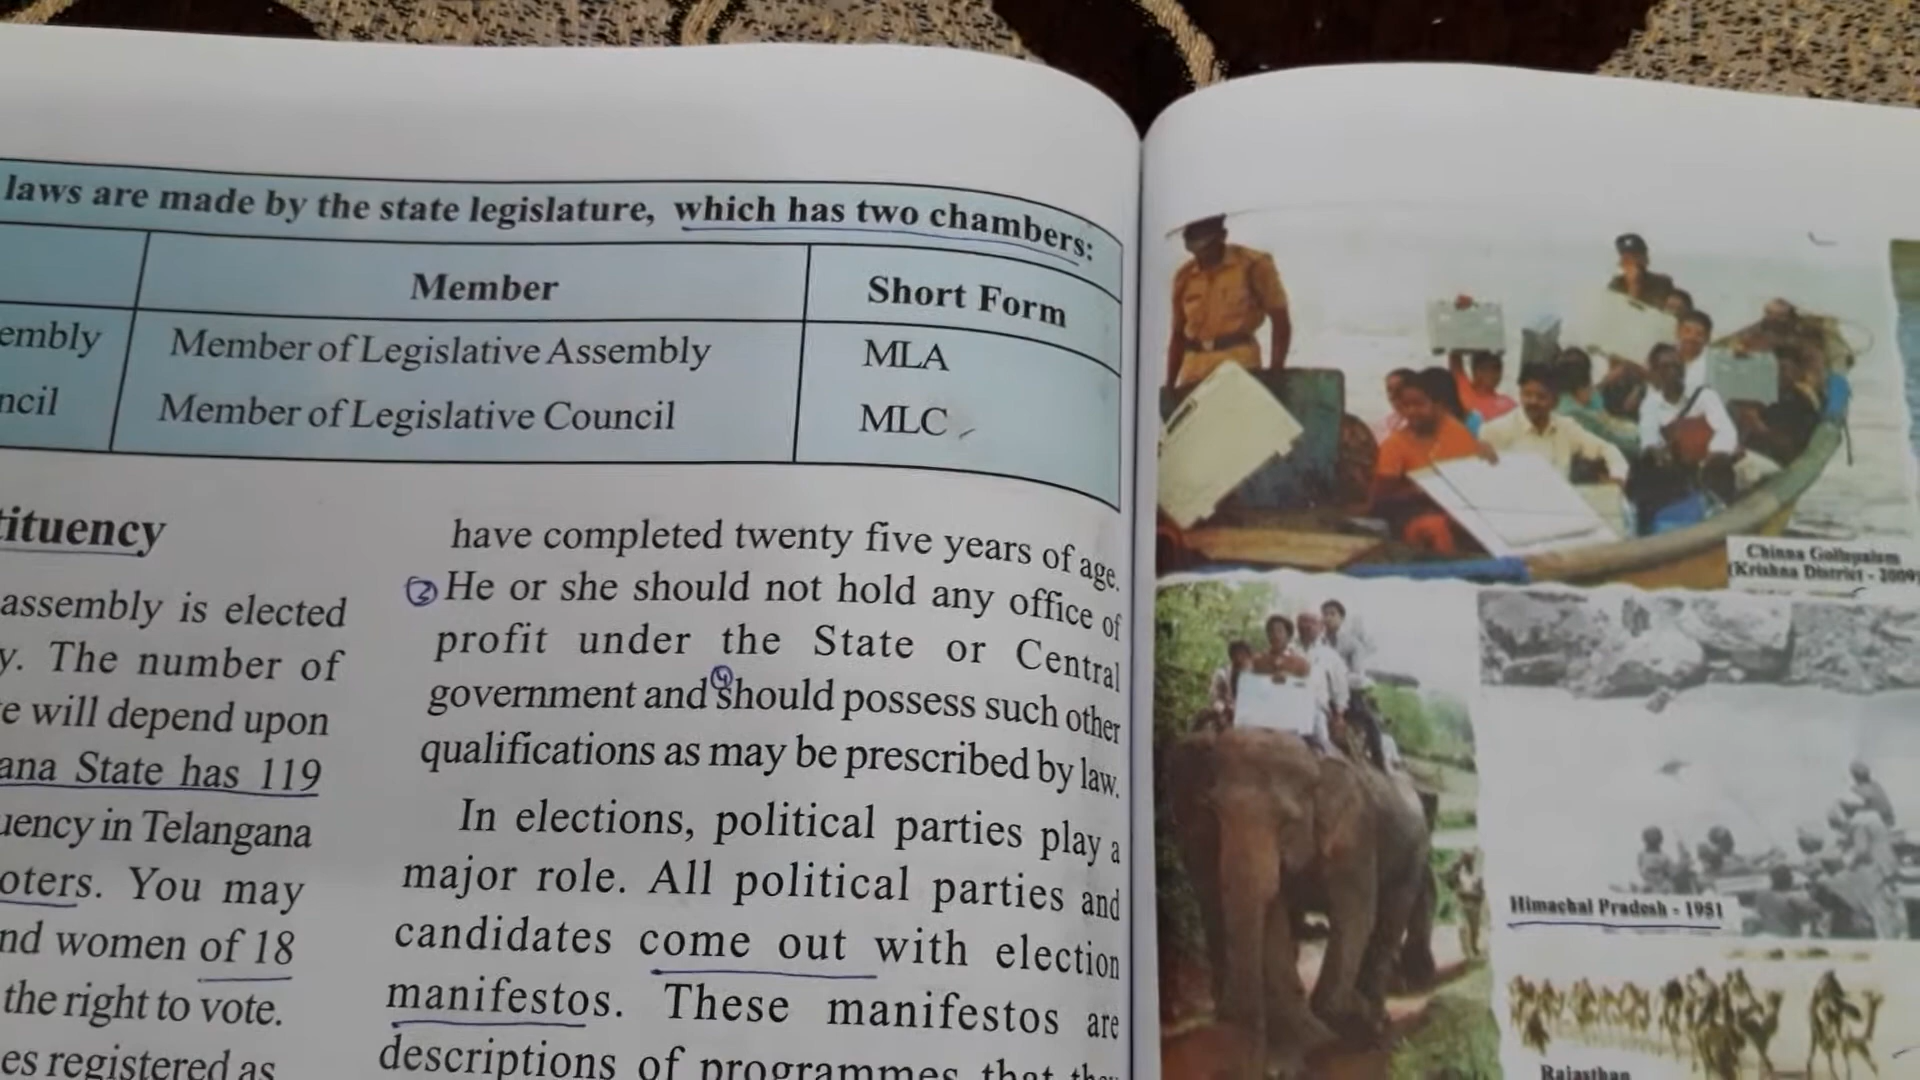 laws are made by the state legislature, which has two chambers:
Member Short Form
embly Member of Legislative Assembly MLA
ncil Member of Legislative Council MLC
tituency
assembly is elected
y. The number of
e will depend upon
ana State has 119
uency in Telangana
oters. You may
nd women of 18
the right to vote.
es registered as
have completed twenty five years of age.
3 He or she should not hold any office of
profit under the State or Central
4
government and should possess such other
qualifications as may be prescribed by law.
In elections, political parties play a
major role. All political parties and
candidates come out with election
manifestos. These manifestos are
descriptions of programmes that they
Chinna Gollapalem
(Krishna District - 2009)
Himachal Pradesh - 1951
Rajasthan